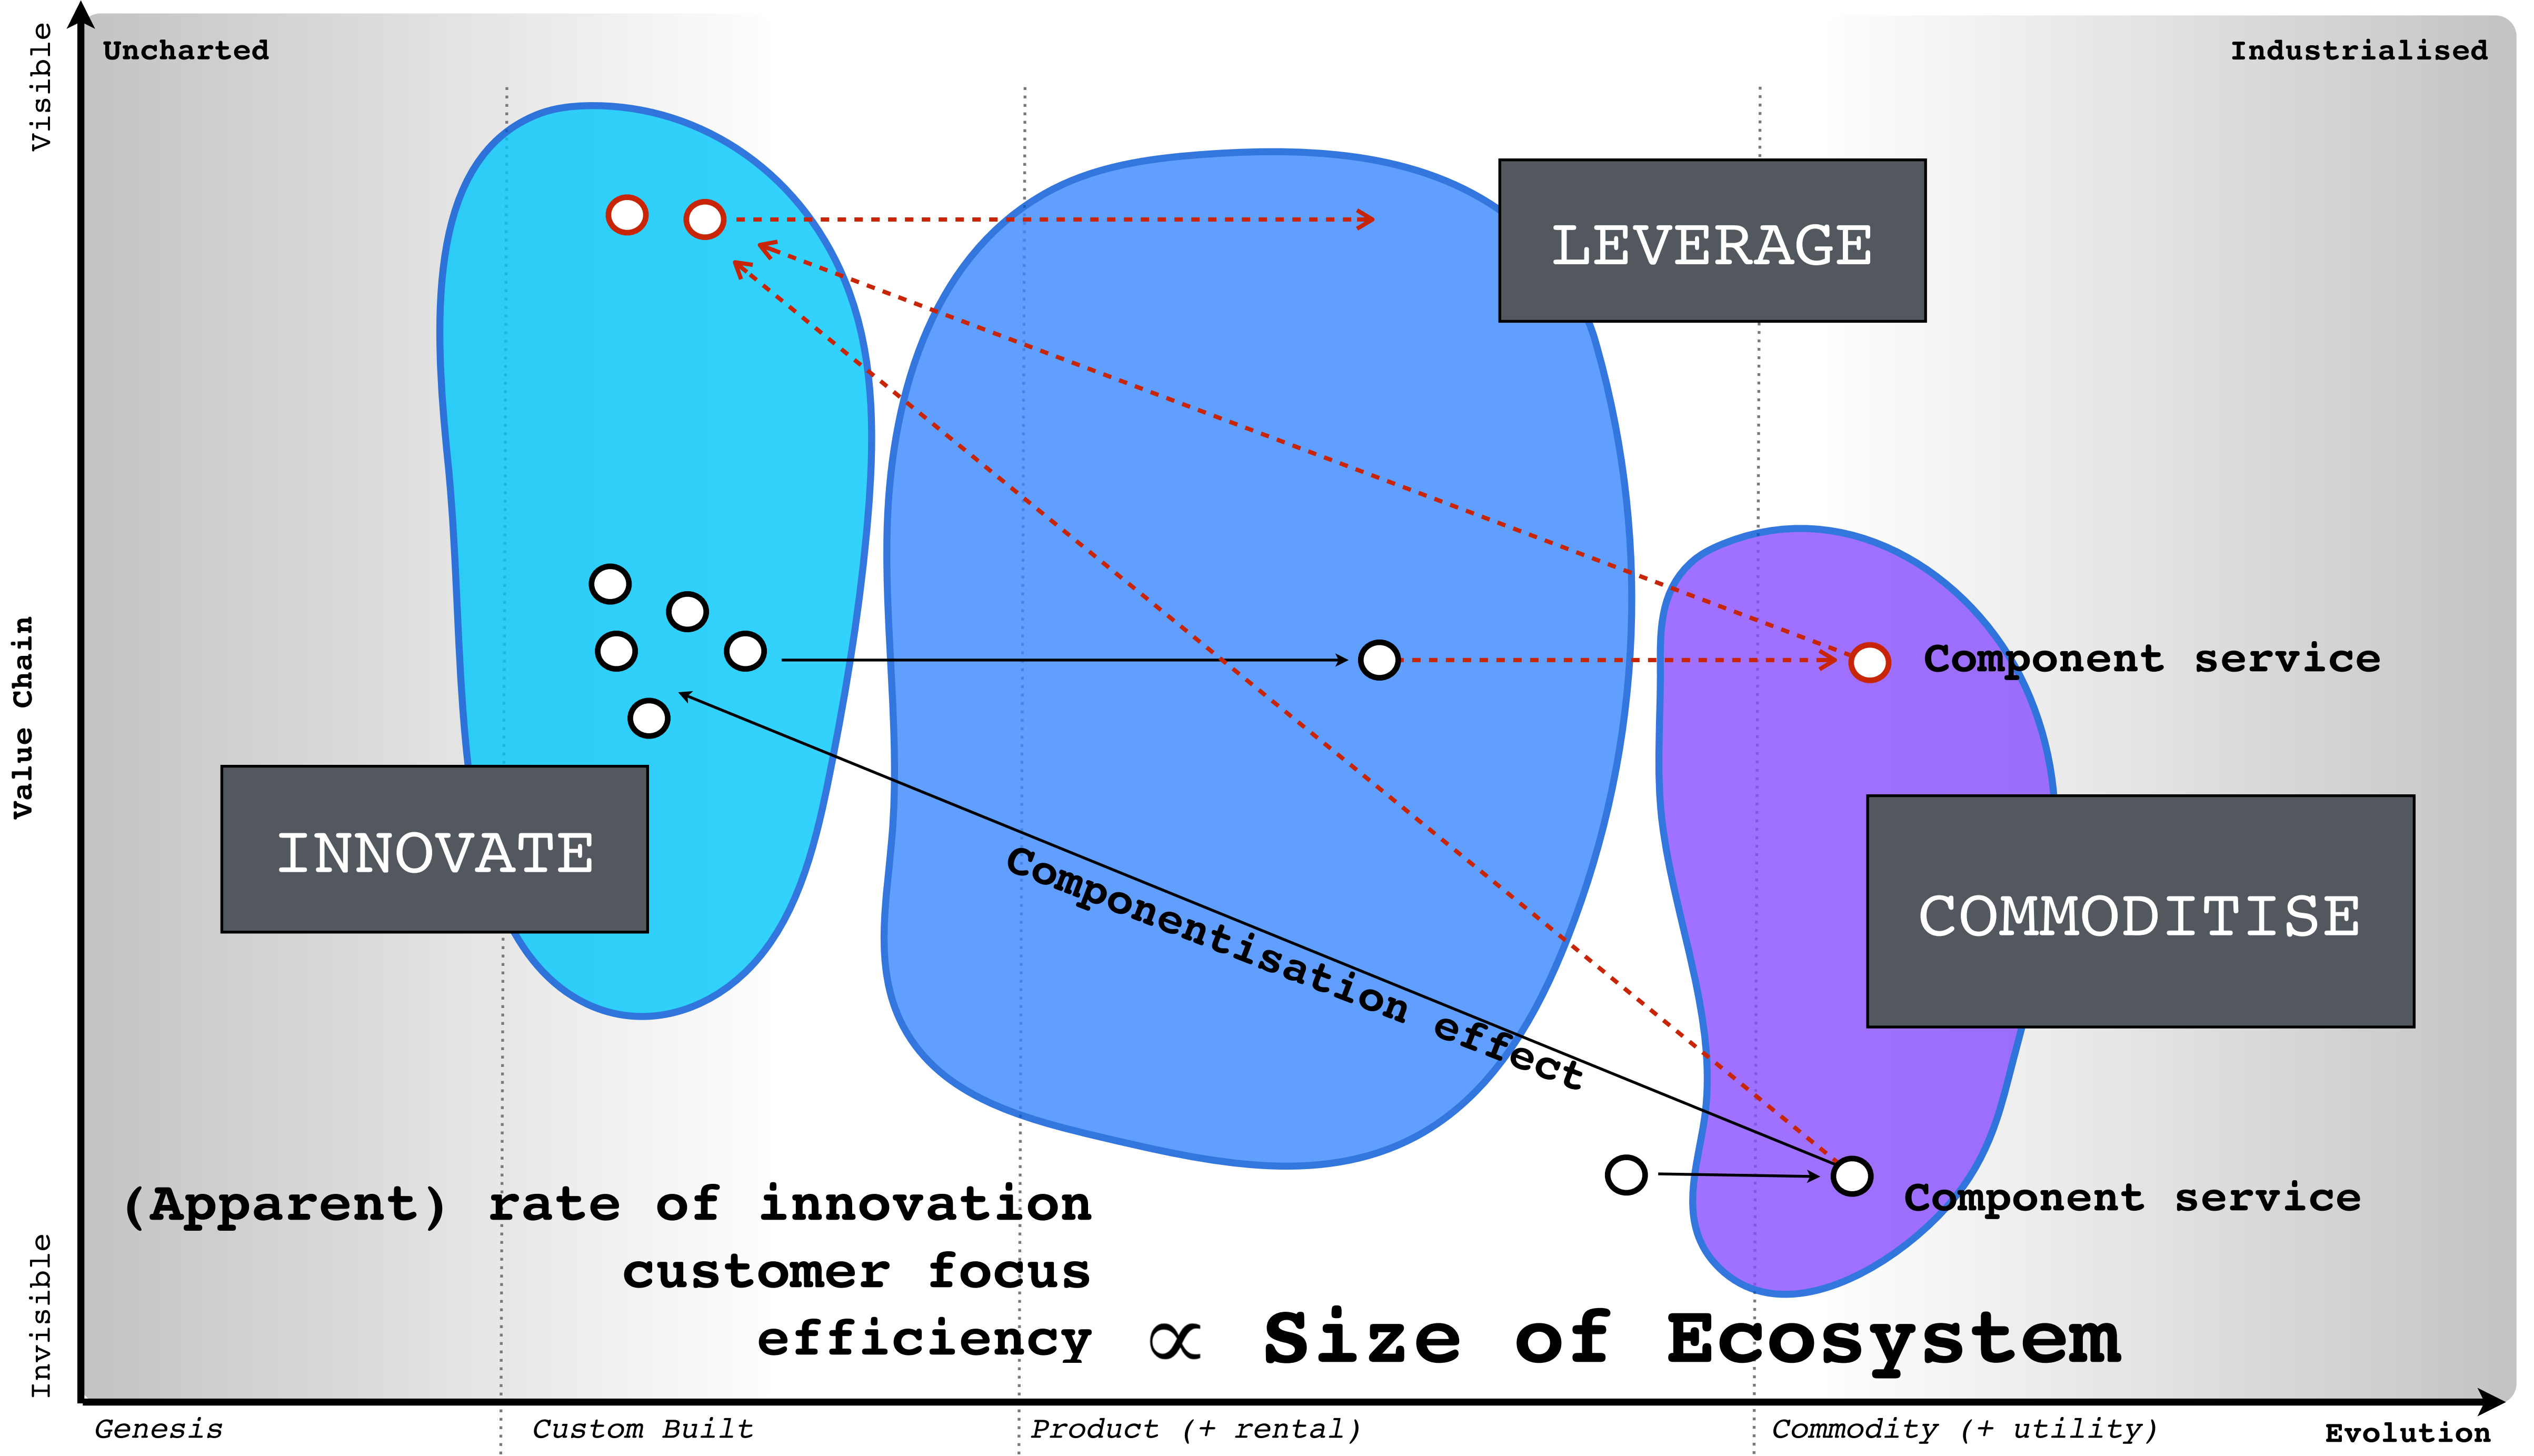 Uncharted
Industrialised
Visible
LEVERAGE
Component service
Value Chain
INNOVATE
COMMODITISE
Componentisation effect
Component service
(Apparent) rate of innovation
customer focus
efficiency ∝ Size of Ecosystem
Invisible
Genesis
Custom Built
Product (+ rental)
Commodity (+ utility)
Evolution